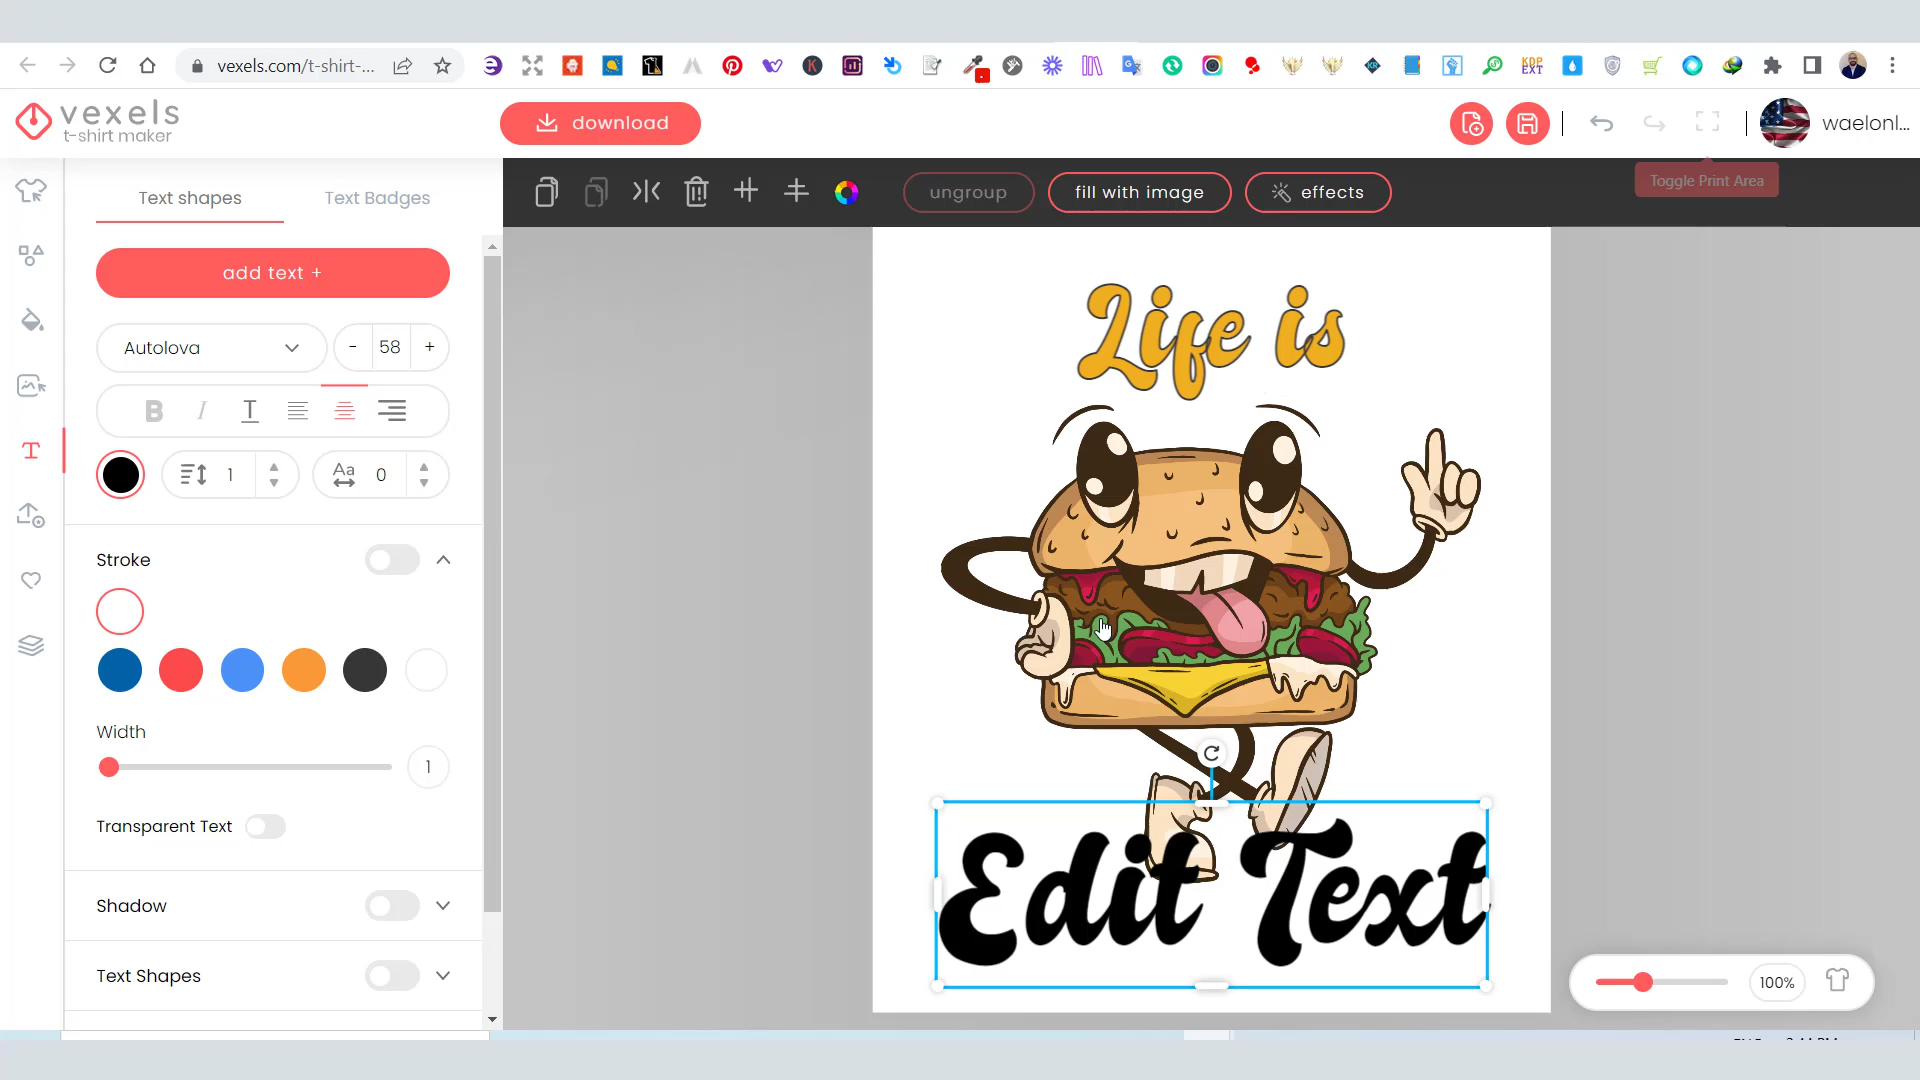 vexels.com/t-shirt-...
KDP
EXT
vexels
t-shirt maker
download
waelonl...
Toggle Print Area
Text shapes
Text Badges
ungroup
fill with image
effects
add text +
Autolova
- 58 +
B I T
1
Aa 0
Stroke
Width
1
Transparent Text
Shadow
Text Shapes
Life is
Edit Text
100%